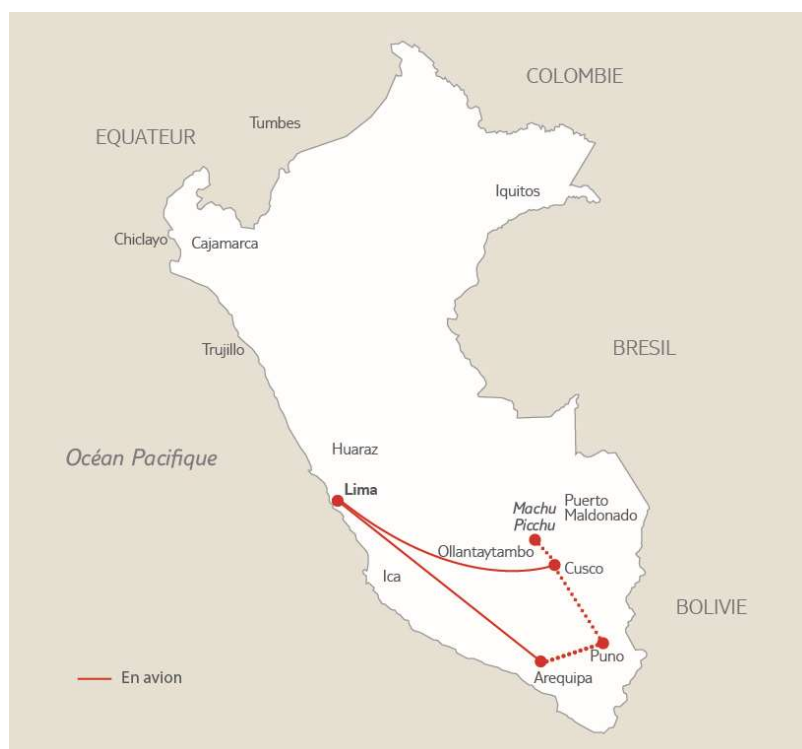 COLOMBIE
EQUATEUR
Tumbes
Iquitos
Chiclayo
Cajamarca
Trujillo
BRESIL
Océan Pacifique
Huaraz
Lima
Machu
Picchu
Puerto
Maldonado
Ollantaytambo
Cusco
Ica
BOLIVIE
Puno
Arequipa
En avion